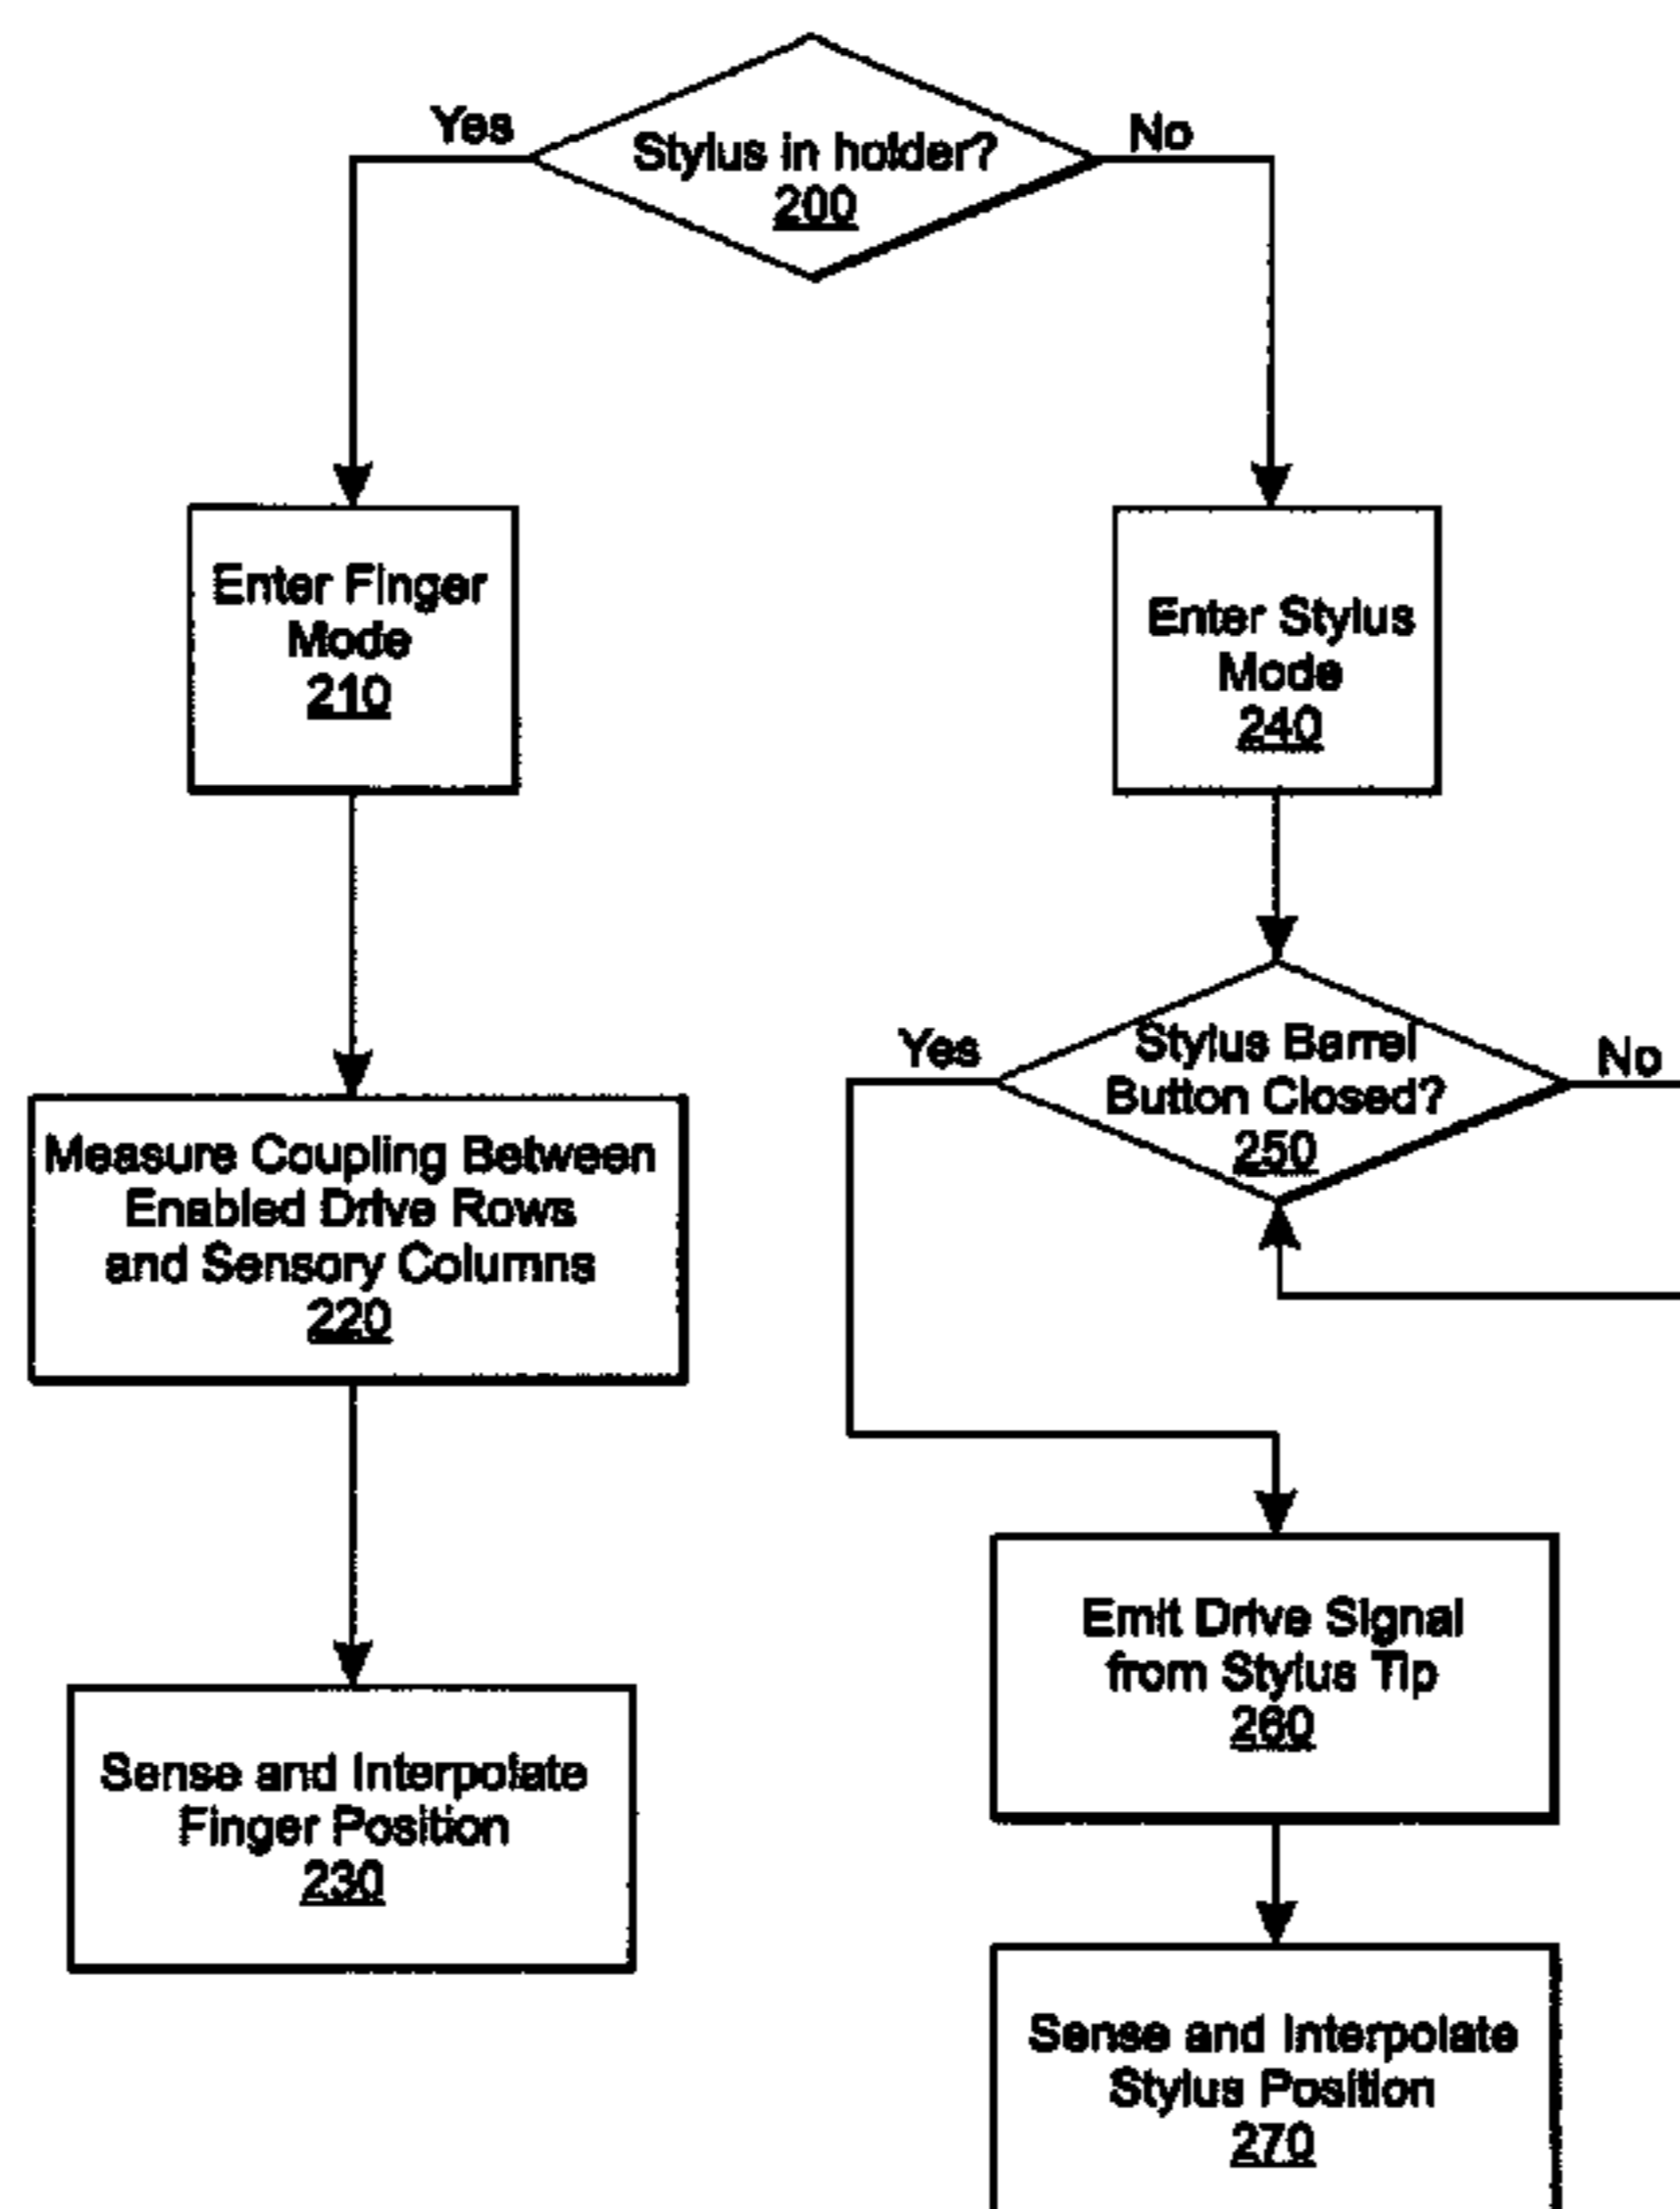 Yes
Stylus in holder?
200
No
Enter Finger
Mode
210
Enter Stylus
Mode
240
Measure Coupling Between
Enabled Drive Rows
and Sensory Columns
220
Yes
Stylus Barrel
Button Closed?
250
No
Sense and Interpolate
Finger Position
230
Emit Drive Signal
from Stylus Tip
260
Sense and Interpolate
Stylus Position
270